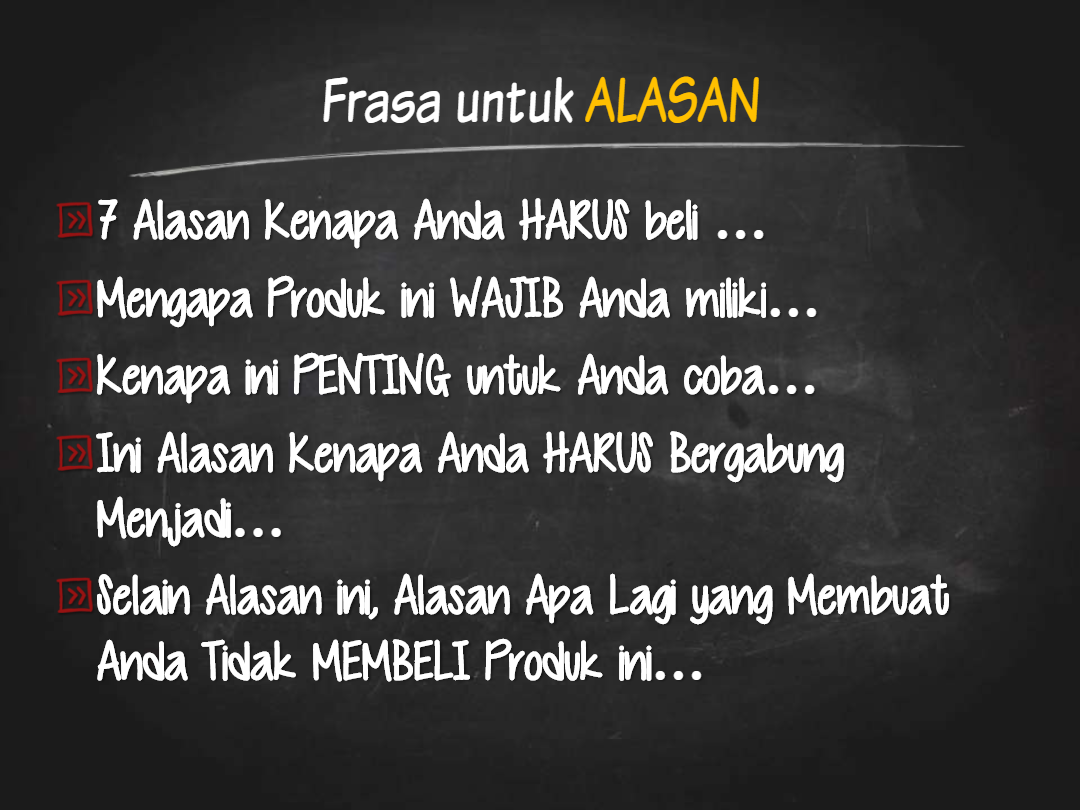 Frasa untuk ALASAN
7 Alasan Kenapa Anda HARUS beli ...
Mengapa Produk ini WAJIB Anda miliki...
Kenapa ini PENTING untuk Anda coba...
Ini Alasan Kenapa Anda HARUS Bergabung
Menjadi...
Selain Alasan ini, Alasan Apa Lagi yang Membuat
Anda Tidak MEMBELI Produk ini...